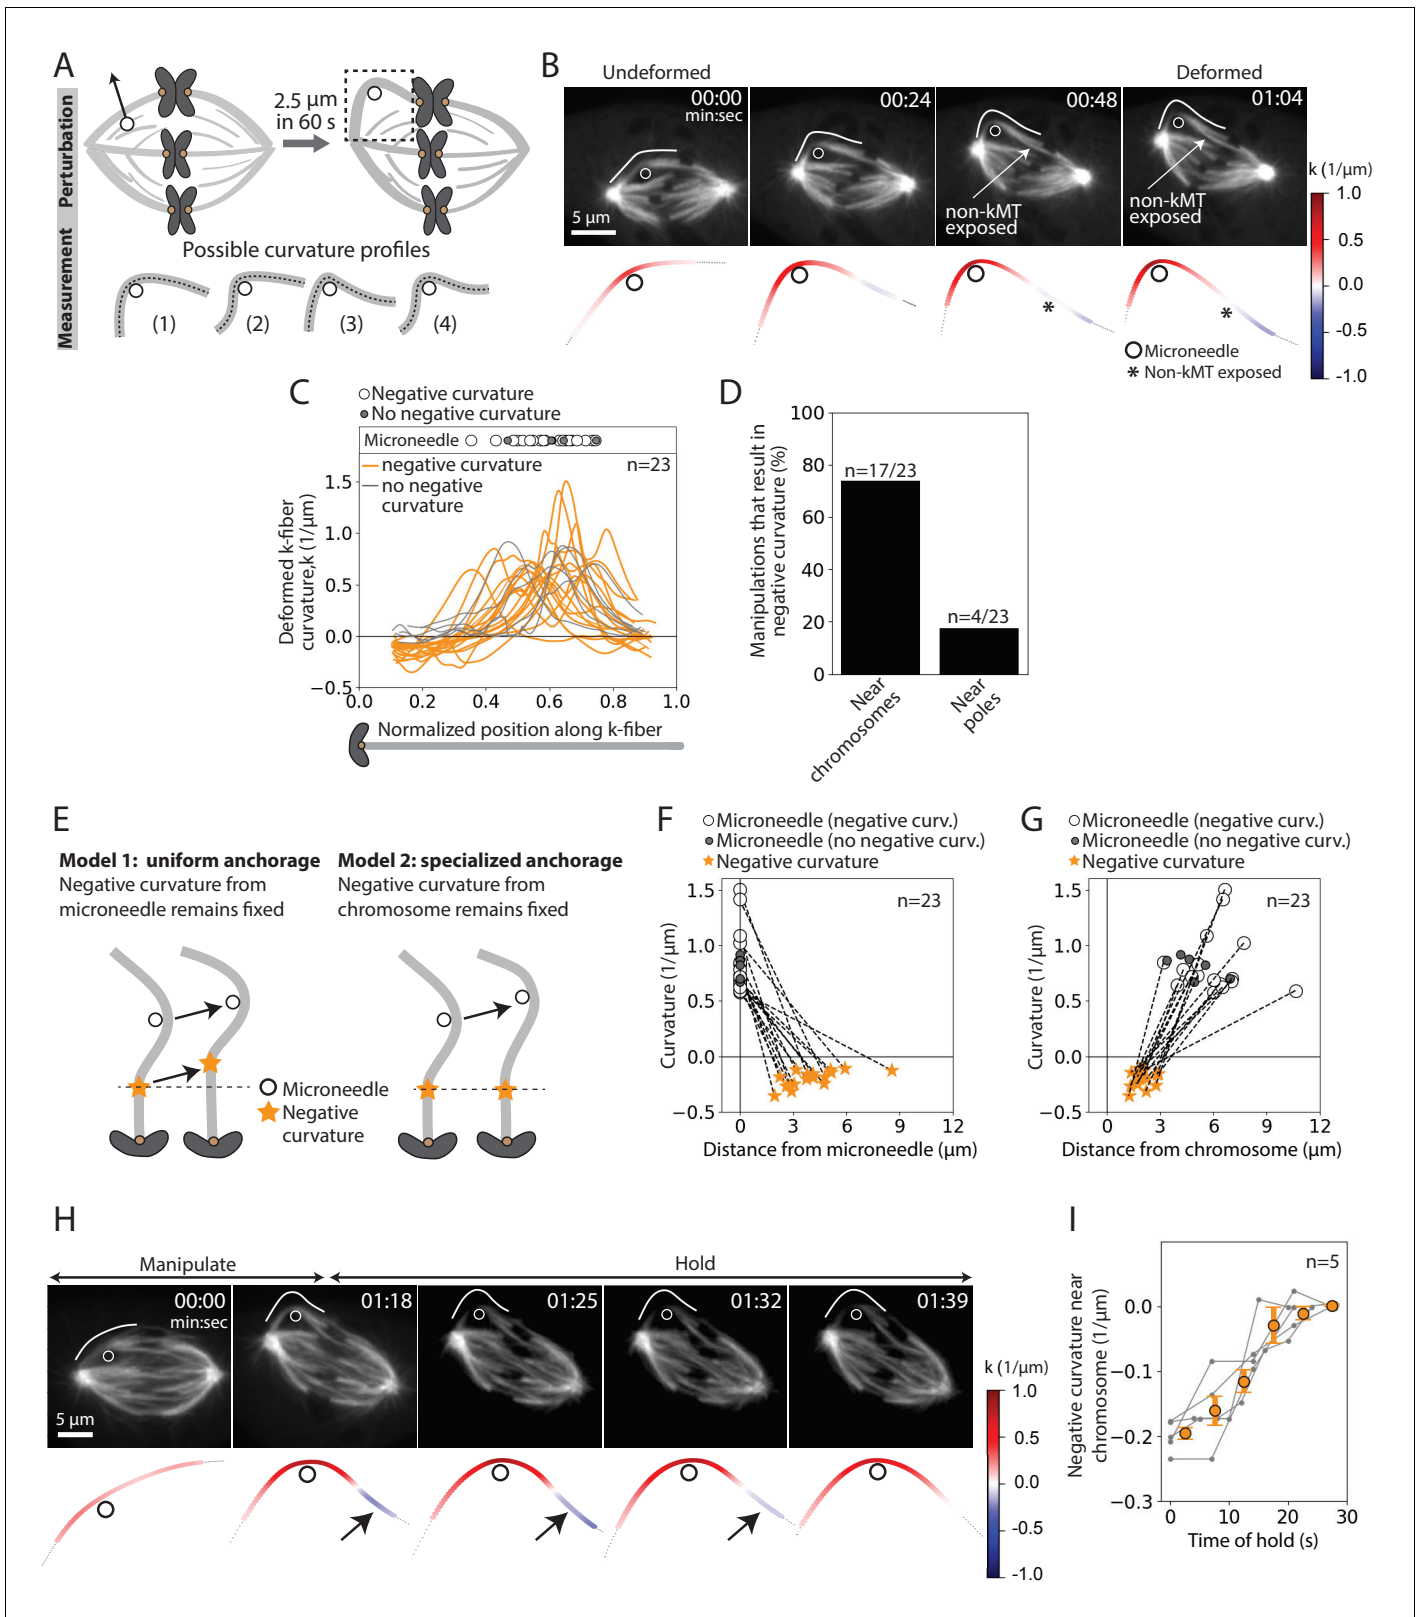 A
Perturbation
Measurement
2.5 µm
in 60 s
Possible curvature profiles
(1)
(2)
(3)
(4)
B
Undeformed
Deformed
00:00
min:sec
00:24
00:48
01:04
5 µm
non-kMT
exposed
non-kMT
exposed
k (1/µm)
1.0
0.5
0.0
-0.5
-1.0
*
*
Microneedle
* Non-kMT exposed
C
Negative curvature
No negative curvature
Microneedle
negative curvature
no negative
curvature
n=23
Deformed k-fiber
curvature,k (1/µm)
1.5
1.0
0.5
0.0
−0.5
0.0
0.2
0.4
0.6
0.8
1.0
Normalized position along k-fiber
D
Manipulations that result in
negative curvature (%)
100
80
60
40
20
0
n=17/23
n=4/23
Near
chromosomes
Near
poles
E
Model 1: uniform anchorage
Negative curvature from
microneedle remains fixed
Model 2: specialized anchorage
Negative curvature from
chromosome remains fixed
Microneedle
Negative
curvature
F
Microneedle (negative curv.)
Microneedle (no negative curv.)
Negative curvature
n=23
Curvature (1/µm)
1.5
1.0
0.5
0.0
−0.5
0
3
6
9
12
Distance from microneedle (µm)
G
Microneedle (negative curv.)
Microneedle (no negative curv.)
Negative curvature
n=23
Curvature (1/µm)
1.5
1.0
0.5
0.0
−0.5
0
3
6
9
12
Distance from chromosome (µm)
H
Manipulate
Hold
00:00
min:sec
01:18
01:25
01:32
01:39
5 µm
k (1/µm)
1.0
0.5
0.0
-0.5
-1.0
I
n=5
Negative curvature near
chromosome (1/µm)
0.0
−0.1
−0.2
−0.3
0
10
20
30
Time of hold (s)